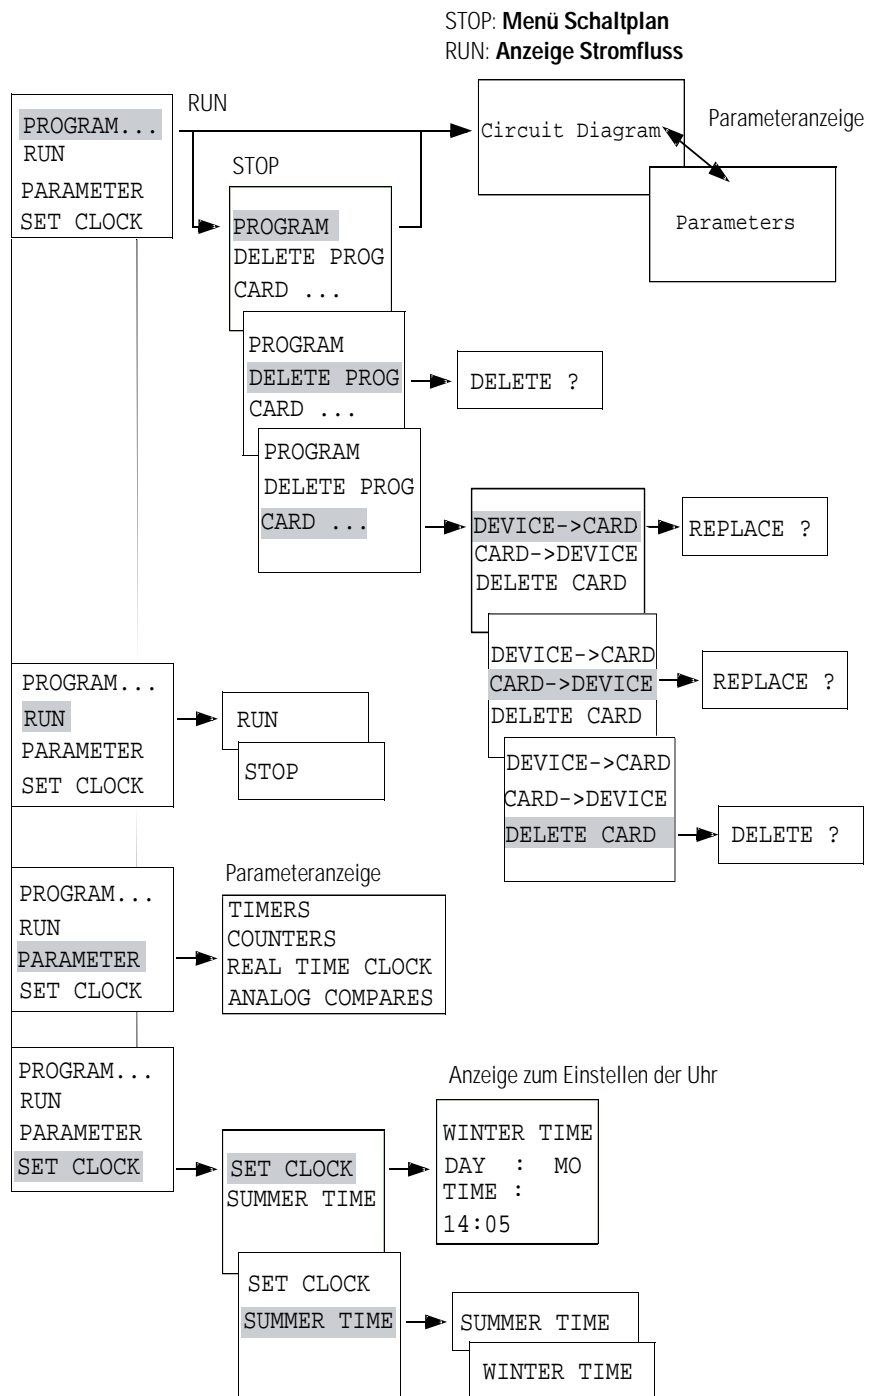 STOP: Menü Schaltplan
RUN: Anzeige Stromfluss
PROGRAM...
RUN
PARAMETER
SET CLOCK
RUN
STOP
Circuit Diagram
Parameteranzeige
Parameters
PROGRAM
DELETE PROG
CARD ...
PROGRAM
DELETE PROG
CARD ...
DELETE ?
PROGRAM
DELETE PROG
CARD ...
DEVICE->CARD
CARD->DEVICE
DELETE CARD
REPLACE ?
DEVICE->CARD
CARD->DEVICE
DELETE CARD
REPLACE ?
DEVICE->CARD
CARD->DEVICE
DELETE CARD
DELETE ?
PROGRAM...
RUN
PARAMETER
SET CLOCK
RUN
STOP
PROGRAM...
RUN
PARAMETER
SET CLOCK
Parameteranzeige
TIMERS
COUNTERS
REAL TIME CLOCK
ANALOG COMPARES
PROGRAM...
RUN
PARAMETER
SET CLOCK
SET CLOCK
SUMMER TIME
Anzeige zum Einstellen der Uhr
WINTER TIME
DAY : MO
TIME :
14:05
SET CLOCK
SUMMER TIME
SUMMER TIME
WINTER TIME